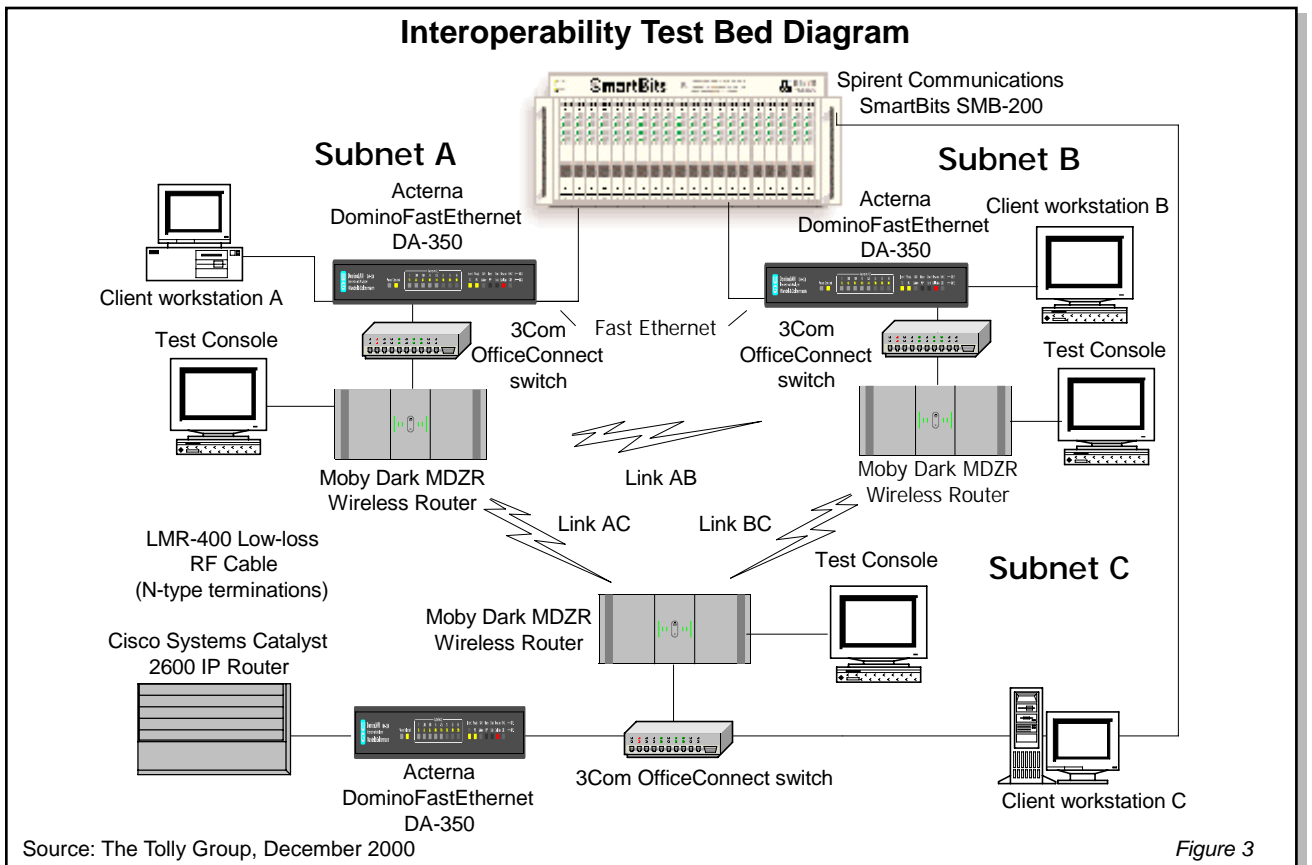 Interoperability Test Bed Diagram
SmartBits
Spirent Communications
SmartBits SMB-200
Subnet A
Subnet B
Acterna
DominoFastEthernet
DA-350
Acterna
DominoFastEthernet
DA-350
Client workstation B
Client workstation A
Fast Ethernet
3Com
OfficeConnect
switch
3Com
OfficeConnect
switch
Test Console
Test Console
Moby Dark MDZR
Wireless Router
Link AB
Moby Dark MDZR
Wireless Router
Link AC
Link BC
LMR-400 Low-loss
RF Cable
(N-type terminations)
Test Console
Subnet C
Moby Dark MDZR
Wireless Router
Cisco Systems Catalyst
2600 IP Router
Acterna
DominoFastEthernet
DA-350
3Com OfficeConnect switch
Client workstation C
Source: The Tolly Group, December 2000
Figure 3